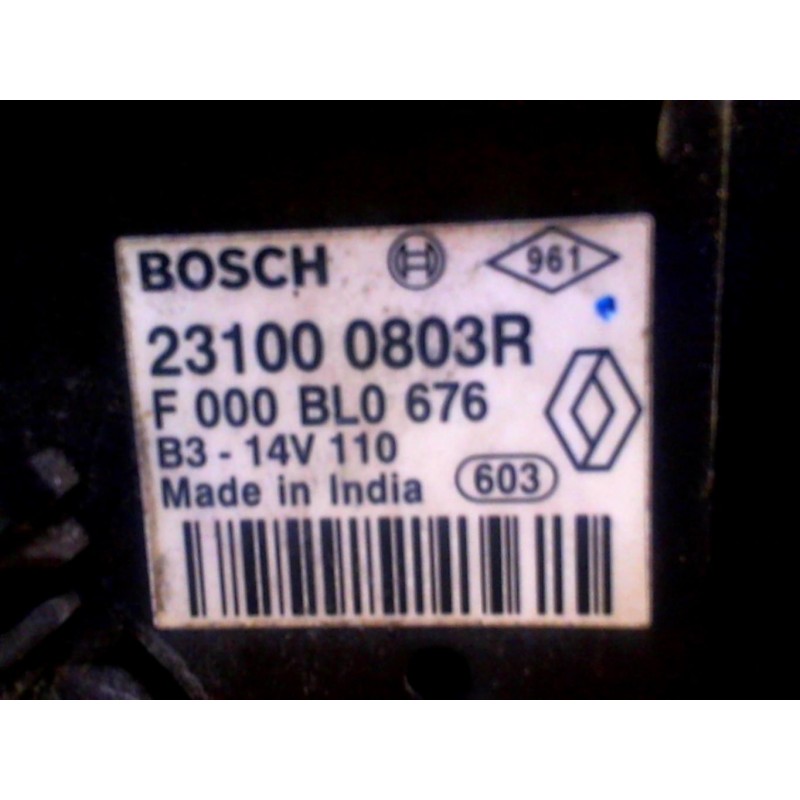 BOSCH 961
23100 0803R
F 000 BL0 676
B3 - 14V 110
Made in India 603